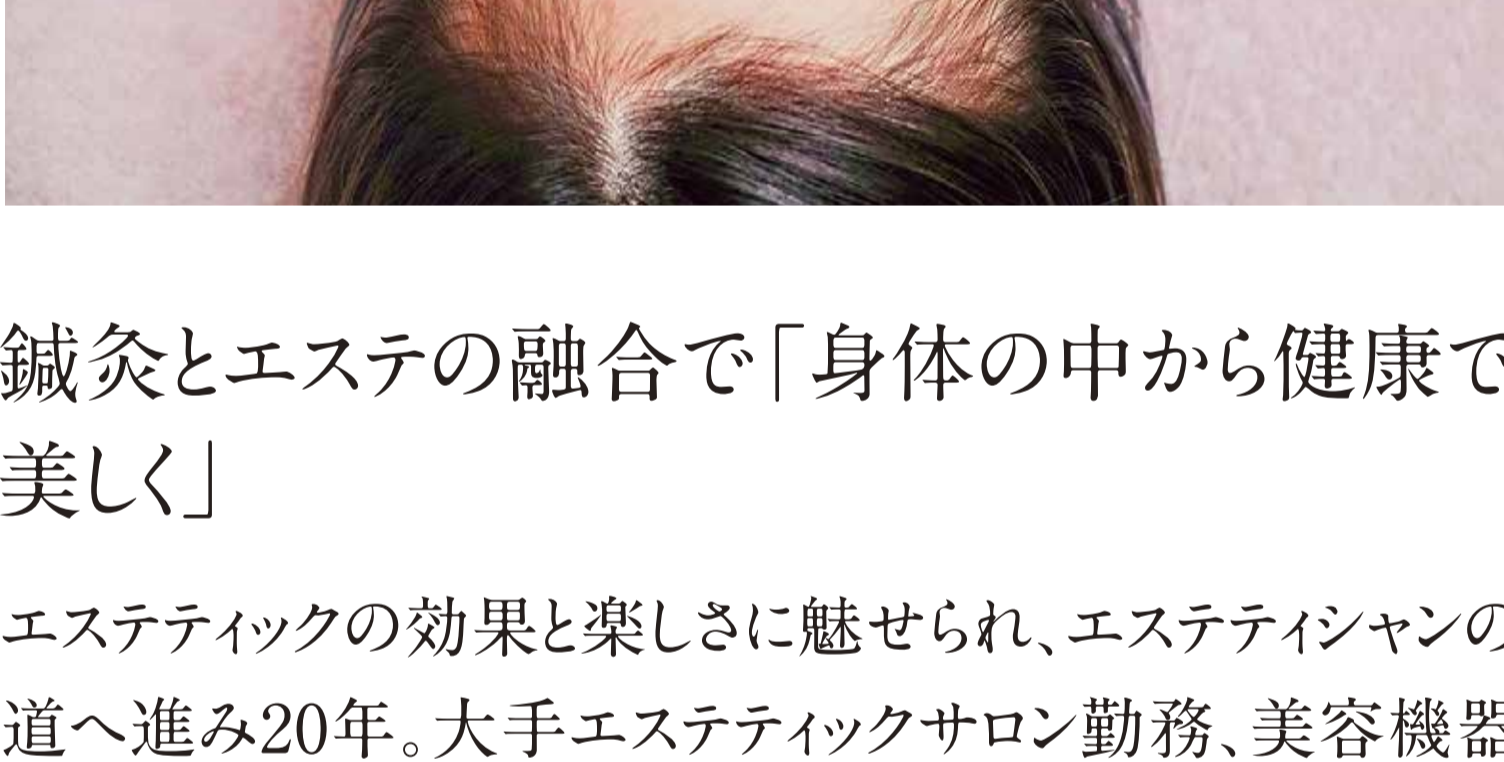 鍼灸とエステの融合で「身体の中から健康で
美しく」
エステティックの効果と楽しさに魅せられ、エステティシャンの
道へ進み20年。大手エステティックサロン勤務、美容機器